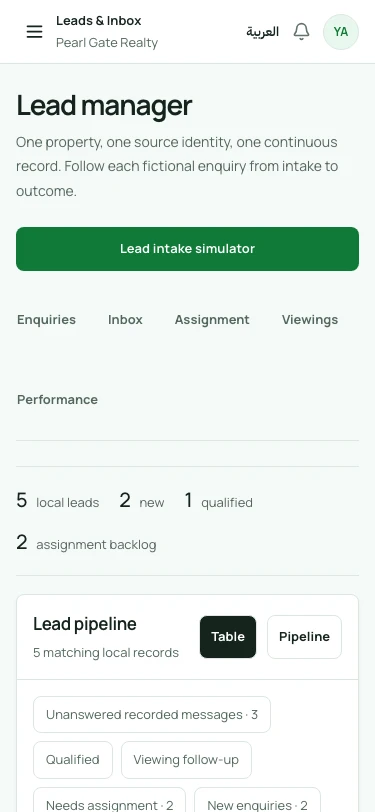 Leads & Inbox
Pearl Gate Realty
العربية
YA
Lead manager
One property, one source identity, one continuous
record. Follow each fictional enquiry from intake to
outcome.
Lead intake simulator
Enquiries Inbox Assignment Viewings
Performance
5 local leads 2 new 1 qualified
2 assignment backlog
Lead pipeline
5 matching local records
Table Pipeline
Unanswered recorded messages · 3
Qualified Viewing follow-up
Needs assignment · 2 New enquiries · 2